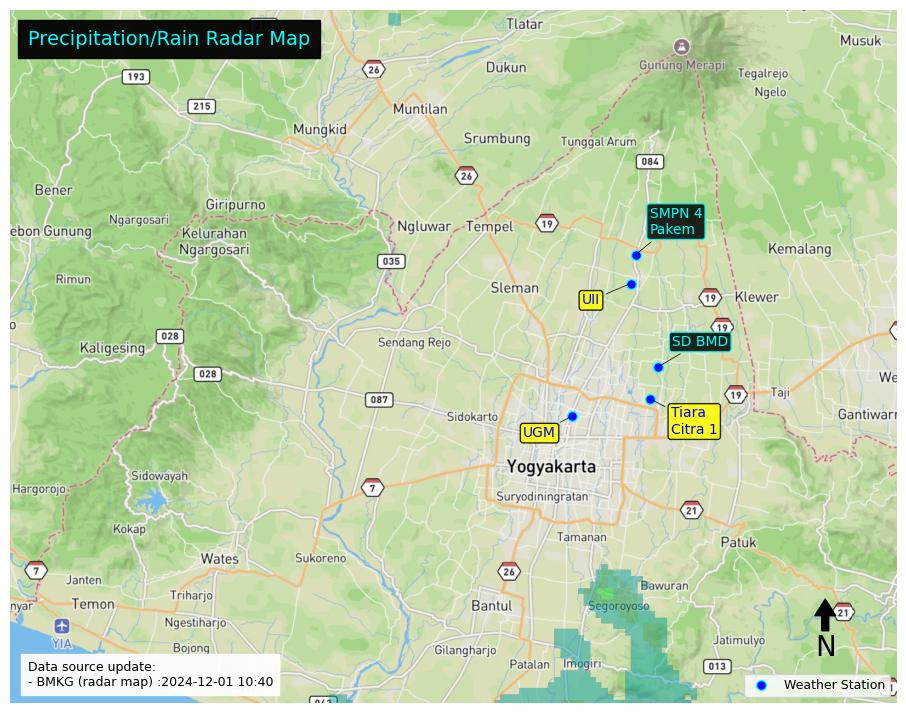 Precipitation/Rain Radar Map
Tlatar
Musuk
26
Gunung Merapi
193
Dukun
Tegalrejo
Ngelo
215
Muntilan
Mungkid
Srumbung
Tunggal Arum
084
26
Bener
Giripurno
Ngargosari
SMPN 4
Pakem
ebon Gunung
Kelurahan
Ngargosari
Ngluwar
Tempel
19
Kemalang
035
Rimun
Sleman
UII
19
Klewer
19
028
Kaligesing
Sendang Rejo
SD BMD
028
We
087
19
Taji
Sidokarto
Tiara
Citra 1
Gantiwarn
UGM
Yogyakarta
Sidowayah
Hargorojo
7
Suryodiningratan
21
Kokap
Tamanan
Patuk
Wates
Sukoreno
7
26
Janten
Bawuran
nyar
Temon
Triharjo
Bantul
Segoroyoso
21
Ngestiharjo
YIA
N
Jatimulyo
Bojong
Gilangharjo
Patalan
Imogiri
013
Data source update:
- BMKG (radar map) :2024-12-01 10:40
Weather Station